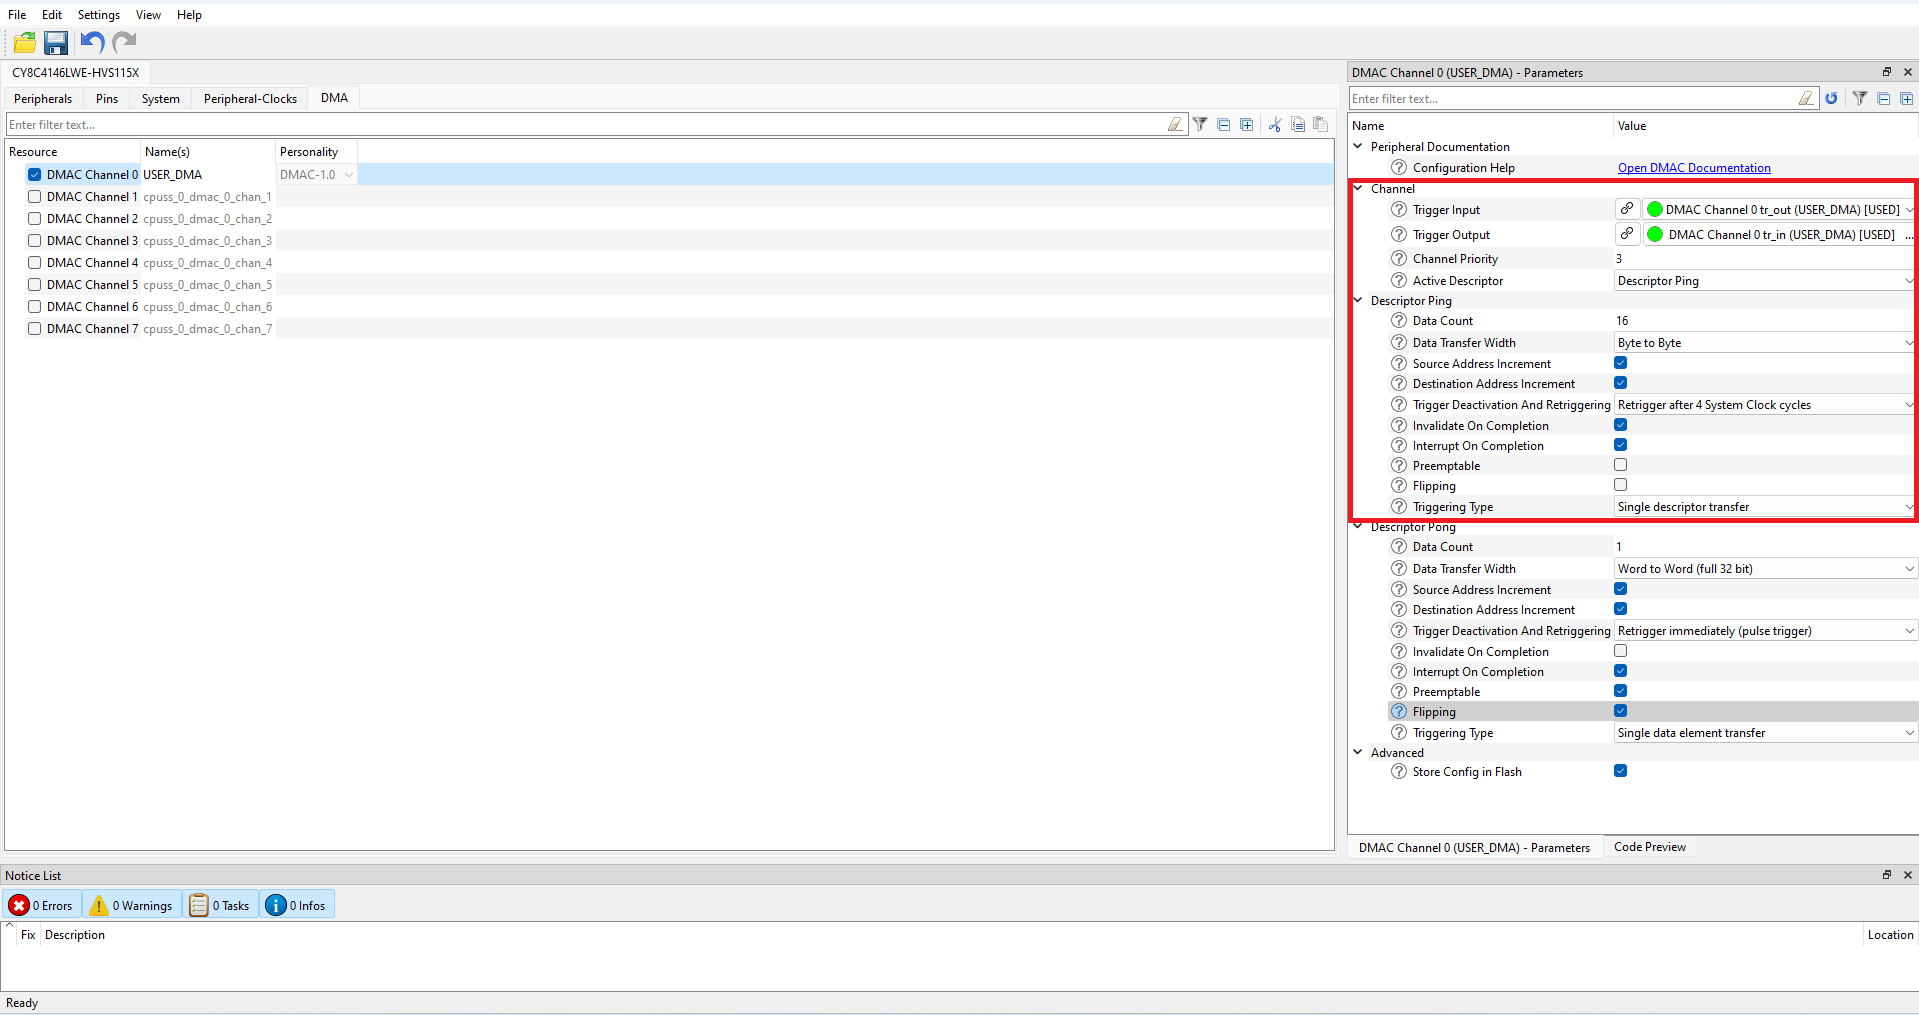 File Edit Settings View Help
CY8C4146LWE-HVS115X
Peripherals Pins System Peripheral-Clocks DMA
Enter filter text...
Resource Name(s) Personality
DMAC Channel 0 USER_DMA DMAC-1.0
DMAC Channel 1 cpuss_0_dmac_0_chan_1
DMAC Channel 2 cpuss_0_dmac_0_chan_2
DMAC Channel 3 cpuss_0_dmac_0_chan_3
DMAC Channel 4 cpuss_0_dmac_0_chan_4
DMAC Channel 5 cpuss_0_dmac_0_chan_5
DMAC Channel 6 cpuss_0_dmac_0_chan_6
DMAC Channel 7 cpuss_0_dmac_0_chan_7
DMAC Channel 0 (USER_DMA) - Parameters
Enter filter text...
Name Value
Peripheral Documentation
Configuration Help Open DMAC Documentation
Channel
Trigger Input DMAC Channel 0 tr_out (USER_DMA) [USED]
Trigger Output DMAC Channel 0 tr_in (USER_DMA) [USED] ...
Channel Priority 3
Active Descriptor Descriptor Ping
Descriptor Ping
Data Count 16
Data Transfer Width Byte to Byte
Source Address Increment
Destination Address Increment
Trigger Deactivation And Retriggering Retrigger after 4 System Clock cycles
Invalidate On Completion
Interrupt On Completion
Preemptable
Flipping
Triggering Type Single descriptor transfer
Descriptor Pong
Data Count 1
Data Transfer Width Word to Word (full 32 bit)
Source Address Increment
Destination Address Increment
Trigger Deactivation And Retriggering Retrigger immediately (pulse trigger)
Invalidate On Completion
Interrupt On Completion
Preemptable
Flipping
Triggering Type Single data element transfer
Advanced
Store Config in Flash
DMAC Channel 0 (USER_DMA) - Parameters Code Preview
Notice List
0 Errors 0 Warnings 0 Tasks 0 Infos
Fix Description Location
Ready